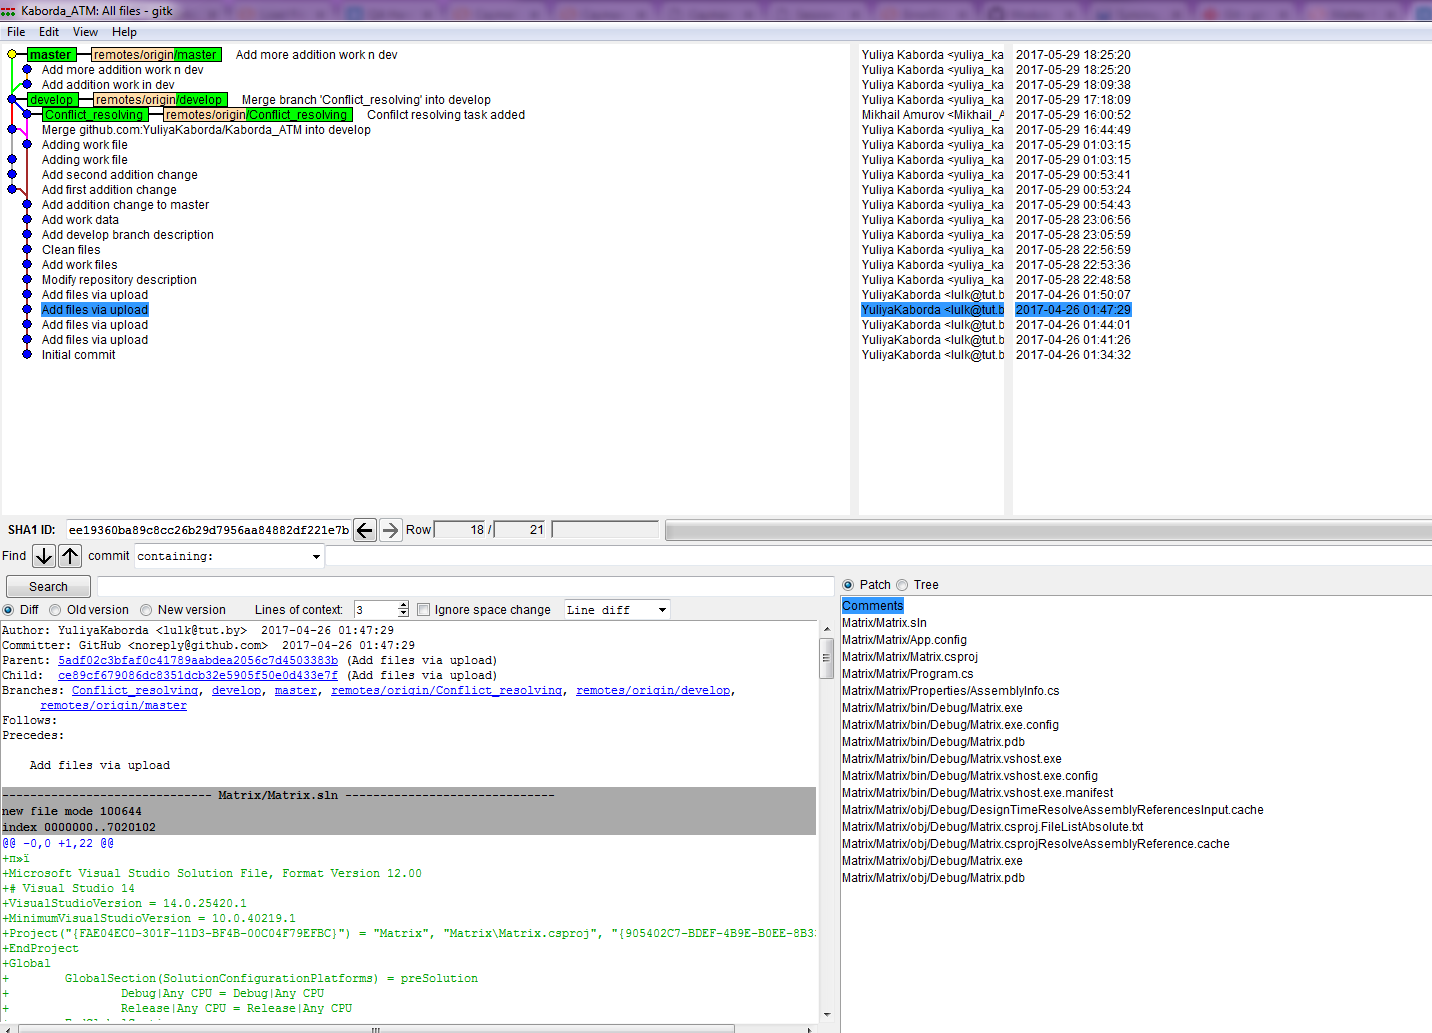 Kaborda_ATM: All files - gitk
File Edit View Help
master remotes/origin/master Add more addition work n dev Yuliya Kaborda <yuliya_ka 2017-05-29 18:25:20
Add more addition work n dev Yuliya Kaborda <yuliya_ka 2017-05-29 18:25:20
Add addition work in dev Yuliya Kaborda <yuliya_ka 2017-05-29 18:09:38
develop remotes/origin/develop Merge branch 'Conflict_resolving' into develop Yuliya Kaborda <yuliya_ka 2017-05-29 17:18:09
Conflict_resolving remotes/origin/Conflict_resolving Confilct resolving task added Mikhail Amurov <Mikhail_A 2017-05-29 16:00:52
Merge github.com:YuliyaKaborda/Kaborda_ATM into develop Yuliya Kaborda <yuliya_ka 2017-05-29 16:44:49
Adding work file Yuliya Kaborda <yuliya_ka 2017-05-29 01:03:15
Adding work file Yuliya Kaborda <yuliya_ka 2017-05-29 01:03:15
Add second addition change Yuliya Kaborda <yuliya_ka 2017-05-29 00:53:41
Add first addition change Yuliya Kaborda <yuliya_ka 2017-05-29 00:53:24
Add addition change to master Yuliya Kaborda <yuliya_ka 2017-05-29 00:54:43
Add work data Yuliya Kaborda <yuliya_ka 2017-05-28 23:06:56
Add develop branch description Yuliya Kaborda <yuliya_ka 2017-05-28 23:05:59
Clean files Yuliya Kaborda <yuliya_ka 2017-05-28 22:56:59
Add work files Yuliya Kaborda <yuliya_ka 2017-05-28 22:53:36
Modify repository description Yuliya Kaborda <yuliya_ka 2017-05-28 22:48:58
Add files via upload YuliyaKaborda <lulk@tut.b 2017-04-26 01:50:07
Add files via upload YuliyaKaborda <lulk@tut.b 2017-04-26 01:47:29
Add files via upload YuliyaKaborda <lulk@tut.b 2017-04-26 01:44:01
Add files via upload YuliyaKaborda <lulk@tut.b 2017-04-26 01:41:26
Initial commit YuliyaKaborda <lulk@tut.b 2017-04-26 01:34:32
SHA1 ID: ee19360ba89c8cc26b29d7956aa84882df221e7b Row 18 / 21
Find commit containing:
Search
Diff Old version New version Lines of context: 3 Ignore space change Line diff
Author: YuliyaKaborda <lulk@tut.by> 2017-04-26 01:47:29
Committer: GitHub <noreply@github.com> 2017-04-26 01:47:29
Parent: 5adf02c3bfaf0c41789aabdea2056c7d4503383b (Add files via upload)
Child: ce89cf679086dc8351dcb32e5905f50e0d433e7f (Add files via upload)
Branches: Conflict_resolving, develop, master, remotes/origin/Conflict_resolving, remotes/origin/develop,
remotes/origin/master
Follows:
Precedes:
Add files via upload
------------------------------ Matrix/Matrix.sln ------------------------------
new file mode 100644
index 0000000..7020102
@@ -0,0 +1,22 @@
+п»ї
+Microsoft Visual Studio Solution File, Format Version 12.00
+# Visual Studio 14
+VisualStudioVersion = 14.0.25420.1
+MinimumVisualStudioVersion = 10.0.40219.1
+Project("{FAE04EC0-301F-11D3-BF4B-00C04F79EFBC}") = "Matrix", "Matrix\Matrix.csproj", "{905402C7-BDEF-4B9E-B0EE-8B3
+EndProject
+Global
+ GlobalSection(SolutionConfigurationPlatforms) = preSolution
+ Debug|Any CPU = Debug|Any CPU
+ Release|Any CPU = Release|Any CPU
Patch Tree
Comments
Matrix/Matrix.sln
Matrix/Matrix/App.config
Matrix/Matrix/Matrix.csproj
Matrix/Matrix/Program.cs
Matrix/Matrix/Properties/AssemblyInfo.cs
Matrix/Matrix/bin/Debug/Matrix.exe
Matrix/Matrix/bin/Debug/Matrix.exe.config
Matrix/Matrix/bin/Debug/Matrix.pdb
Matrix/Matrix/bin/Debug/Matrix.vshost.exe
Matrix/Matrix/bin/Debug/Matrix.vshost.exe.config
Matrix/Matrix/bin/Debug/Matrix.vshost.exe.manifest
Matrix/Matrix/obj/Debug/DesignTimeResolveAssemblyReferencesInput.cache
Matrix/Matrix/obj/Debug/Matrix.csproj.FileListAbsolute.txt
Matrix/Matrix/obj/Debug/Matrix.csprojResolveAssemblyReference.cache
Matrix/Matrix/obj/Debug/Matrix.exe
Matrix/Matrix/obj/Debug/Matrix.pdb